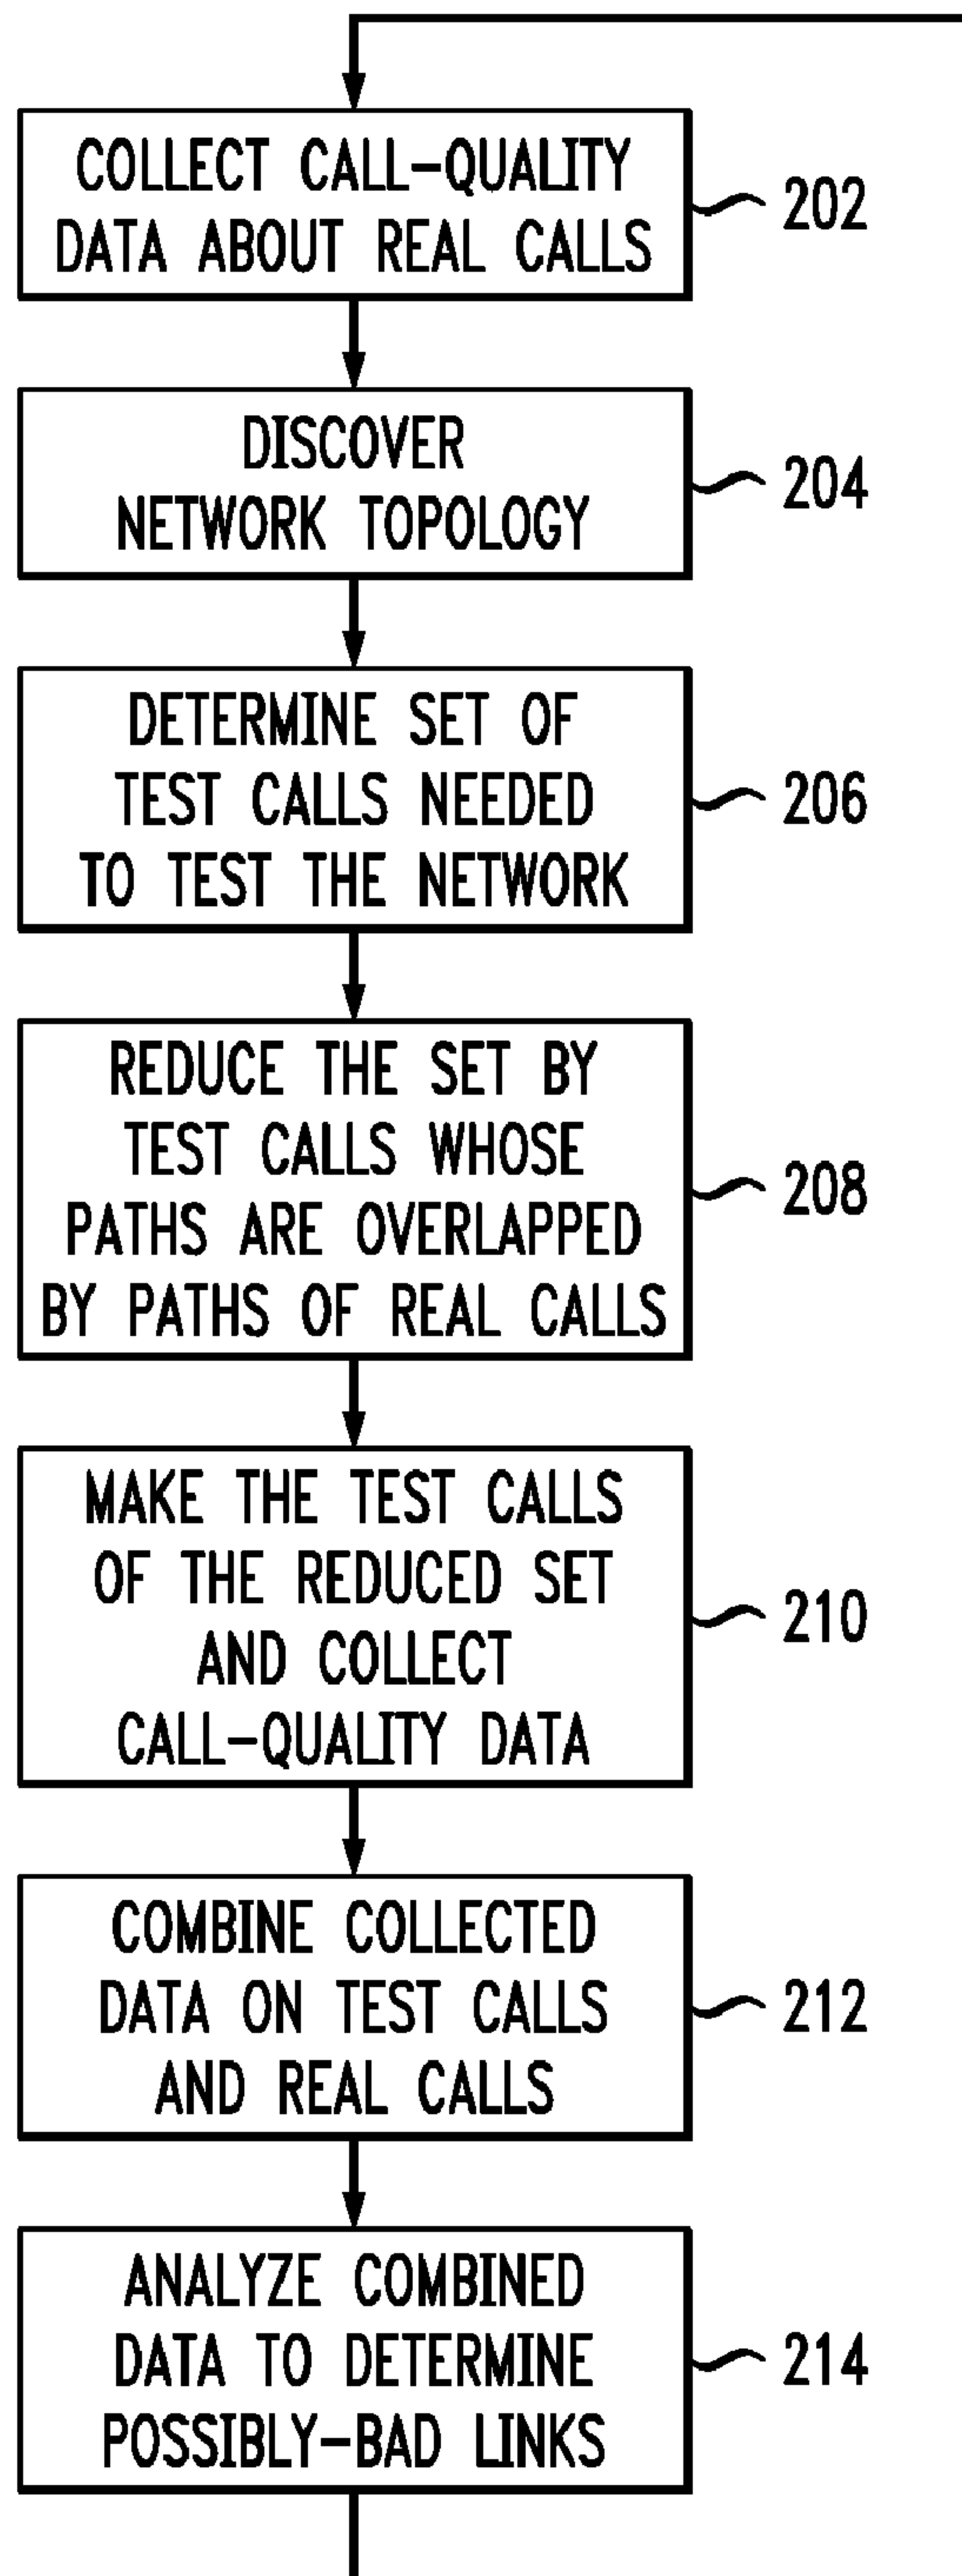 COLLECT CALL-QUALITY
DATA ABOUT REAL CALLS
202
DISCOVER
NETWORK TOPOLOGY
204
DETERMINE SET OF
TEST CALLS NEEDED
TO TEST THE NETWORK
206
REDUCE THE SET BY
TEST CALLS WHOSE
PATHS ARE OVERLAPPED
BY PATHS OF REAL CALLS
208
MAKE THE TEST CALLS
OF THE REDUCED SET
AND COLLECT
CALL-QUALITY DATA
210
COMBINE COLLECTED
DATA ON TEST CALLS
AND REAL CALLS
212
ANALYZE COMBINED
DATA TO DETERMINE
POSSIBLY-BAD LINKS
214